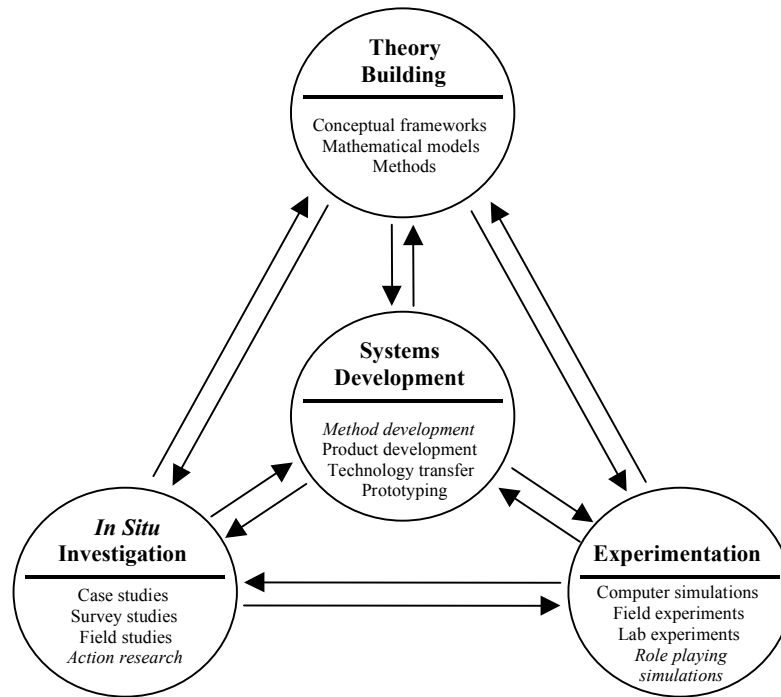 Theory
Building
Conceptual frameworks
Mathematical models
Methods
Systems
Development
Method development
Product development
Technology transfer
Prototyping
In Situ
Investigation
Case studies
Survey studies
Field studies
Action research
Experimentation
Computer simulations
Field experiments
Lab experiments
Role playing
simulations